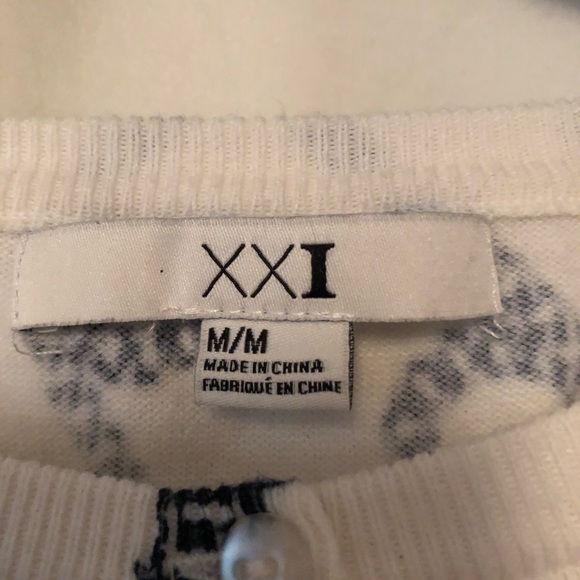 XXI
M/M
MADE IN CHINA
FABRIQUÉ EN CHINE